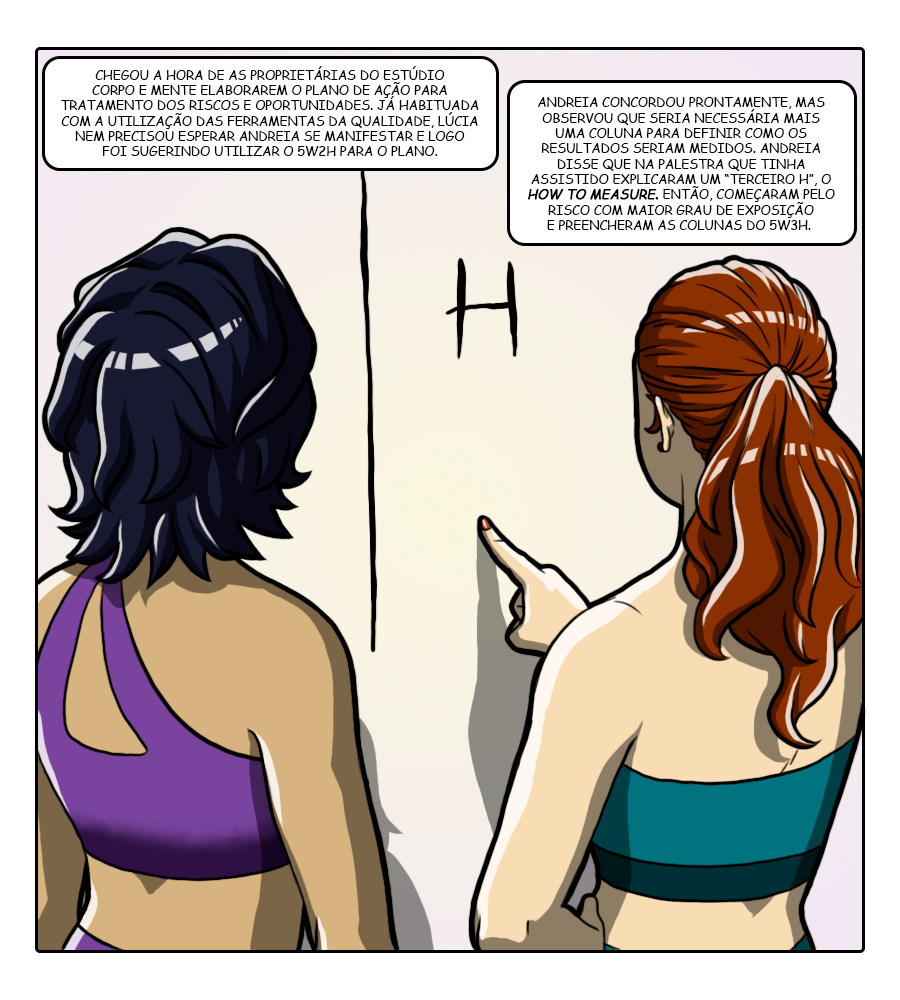 CHEGOU A HORA DE AS PROPRIETÁRIAS DO ESTÚDIO
CORPO E MENTE ELABORAREM O PLANO DE AÇÃO PARA
TRATAMENTO DOS RISCOS E OPORTUNIDADES. JÁ HABITUADA
COM A UTILIZAÇÃO DAS FERRAMENTAS DA QUALIDADE, LÚCIA
NEM PRECISOU ESPERAR ANDREIA SE MANIFESTAR E LOGO
FOI SUGERINDO UTILIZAR O 5W2H PARA O PLANO.
ANDREIA CONCORDOU PRONTAMENTE, MAS
OBSERVOU QUE SERIA NECESSÁRIA MAIS
UMA COLUNA PARA DEFINIR COMO OS
RESULTADOS SERIAM MEDIDOS. ANDREIA
DISSE QUE NA PALESTRA QUE TINHA
ASSISTIDO EXPLICARAM UM "TERCEIRO H", O
HOW TO MEASURE. ENTÃO, COMEÇARAM PELO
RISCO COM MAIOR GRAU DE EXPOSIÇÃO
E PREENCHERAM AS COLUNAS DO 5W3H.
H